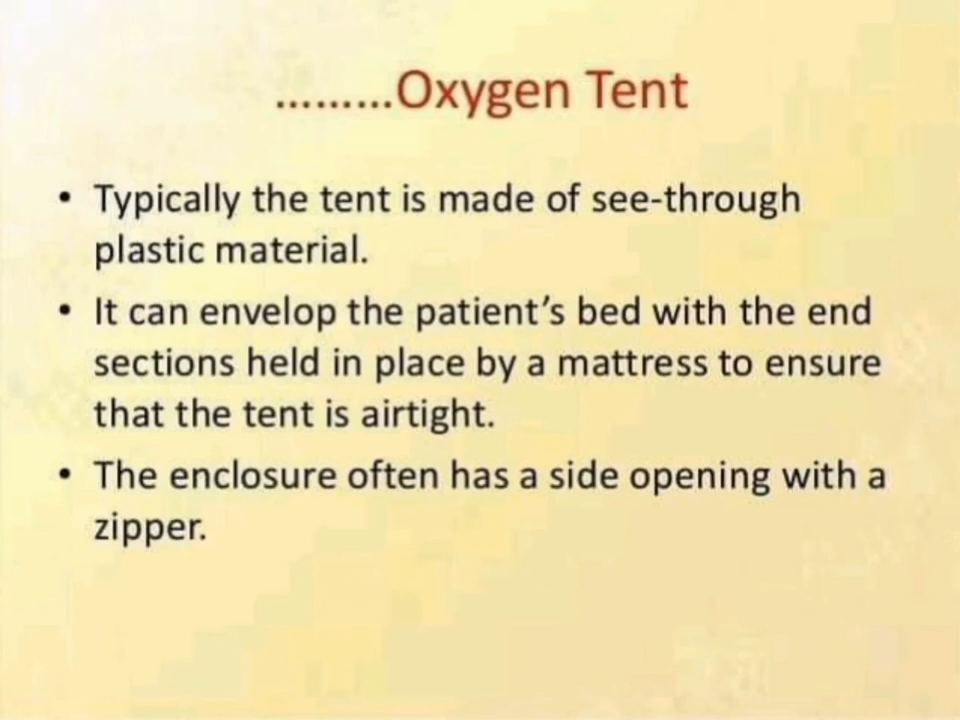 ………Oxygen Tent
• Typically the tent is made of see-through
plastic material.
• It can envelop the patient’s bed with the end
sections held in place by a mattress to ensure
that the tent is airtight.
• The enclosure often has a side opening with a
zipper.